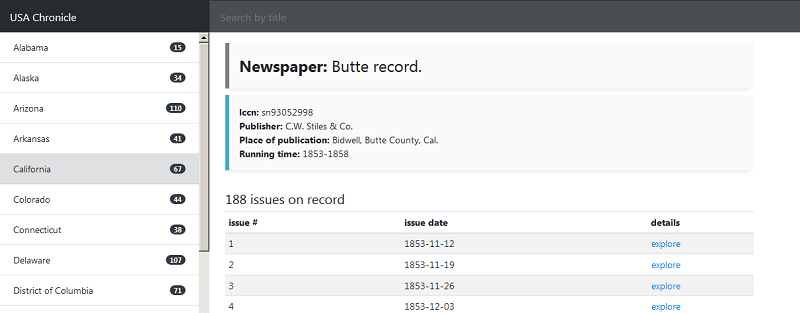 USA Chronicle
Search by title
Alabama 15
Alaska 34
Arizona 110
Arkansas 41
California 67
Colorado 44
Connecticut 38
Delaware 107
District of Columbia 71
Newspaper: Butte record.
lccn: sn93052998
Publisher: C.W. Stiles & Co.
Place of publication: Bidwell, Butte County, Cal.
Running time: 1853-1858
188 issues on record
issue # issue date details
1 1853-11-12 explore
2 1853-11-19 explore
3 1853-11-26 explore
4 1853-12-03 explore